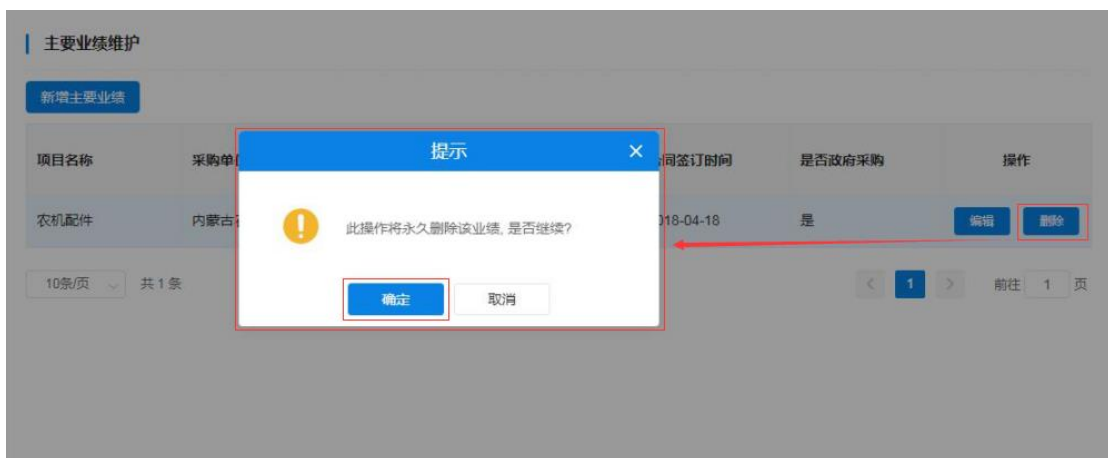 主要业绩维护
新增主要业绩
项目名称 采购单 同签订时间 是否政府采购 操作
提示
农机配件 内蒙古 018-04-18 是 编辑 删除
此操作将永久删除该业绩, 是否继续?
10条/页 共 1 条 1 前往 1 页
确定 取消